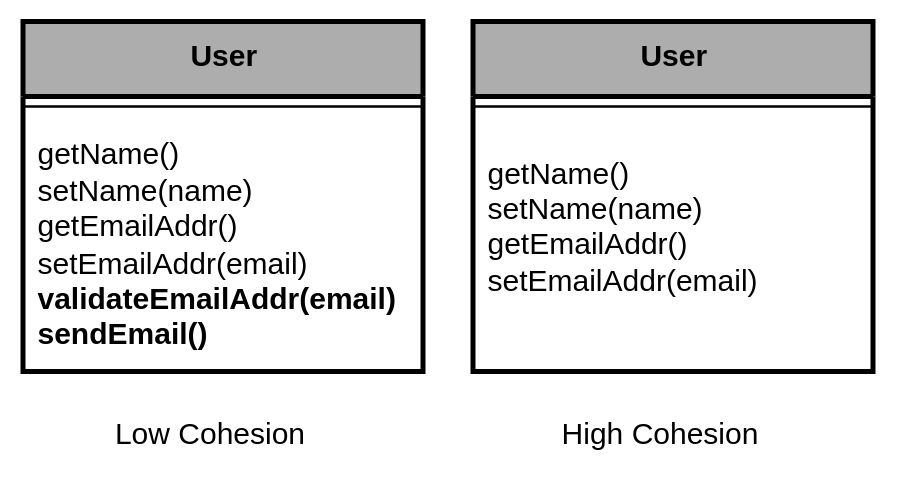 User
getName()
setName(name)
getEmailAddr()
setEmailAddr(email)
validateEmailAddr(email)
sendEmail()
Low Cohesion
User
getName()
setName(name)
getEmailAddr()
setEmailAddr(email)
High Cohesion